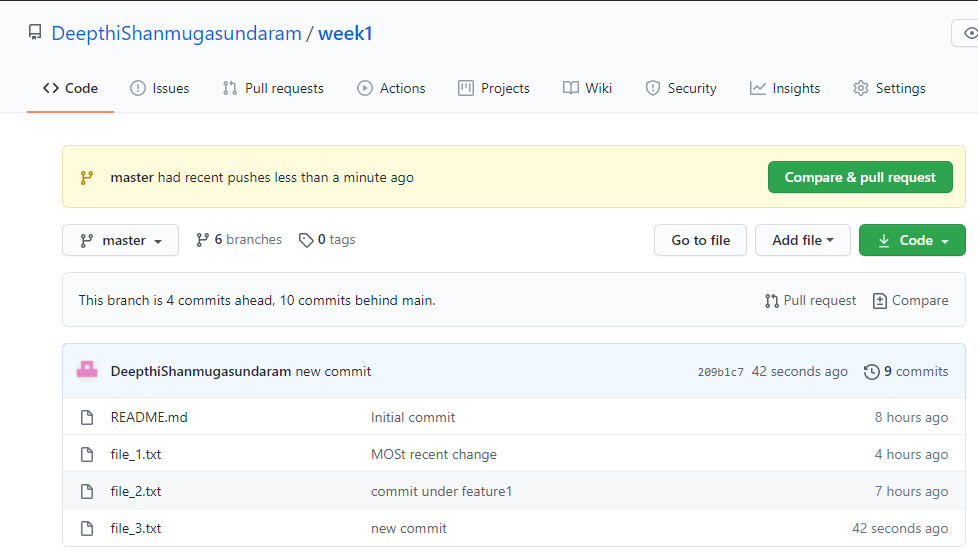 DeepthiShanmugasundaram / week1
Code Issues Pull requests Actions Projects Wiki Security Insights Settings
master had recent pushes less than a minute ago Compare & pull request
master 6 branches 0 tags Go to file Add file Code
This branch is 4 commits ahead, 10 commits behind main. Pull request Compare
DeepthiShanmugasundaram new commit 209b1c7 42 seconds ago 9 commits
README.md Initial commit 8 hours ago
file_1.txt MOSt recent change 4 hours ago
file_2.txt commit under feature1 7 hours ago
file_3.txt new commit 42 seconds ago